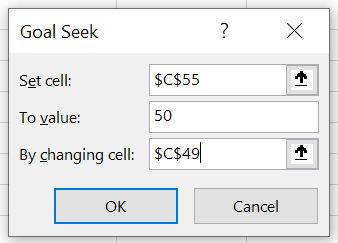 Goal Seek ?
Set cell: $C$55
To value: 50
By changing cell: $C$49
OK Cancel